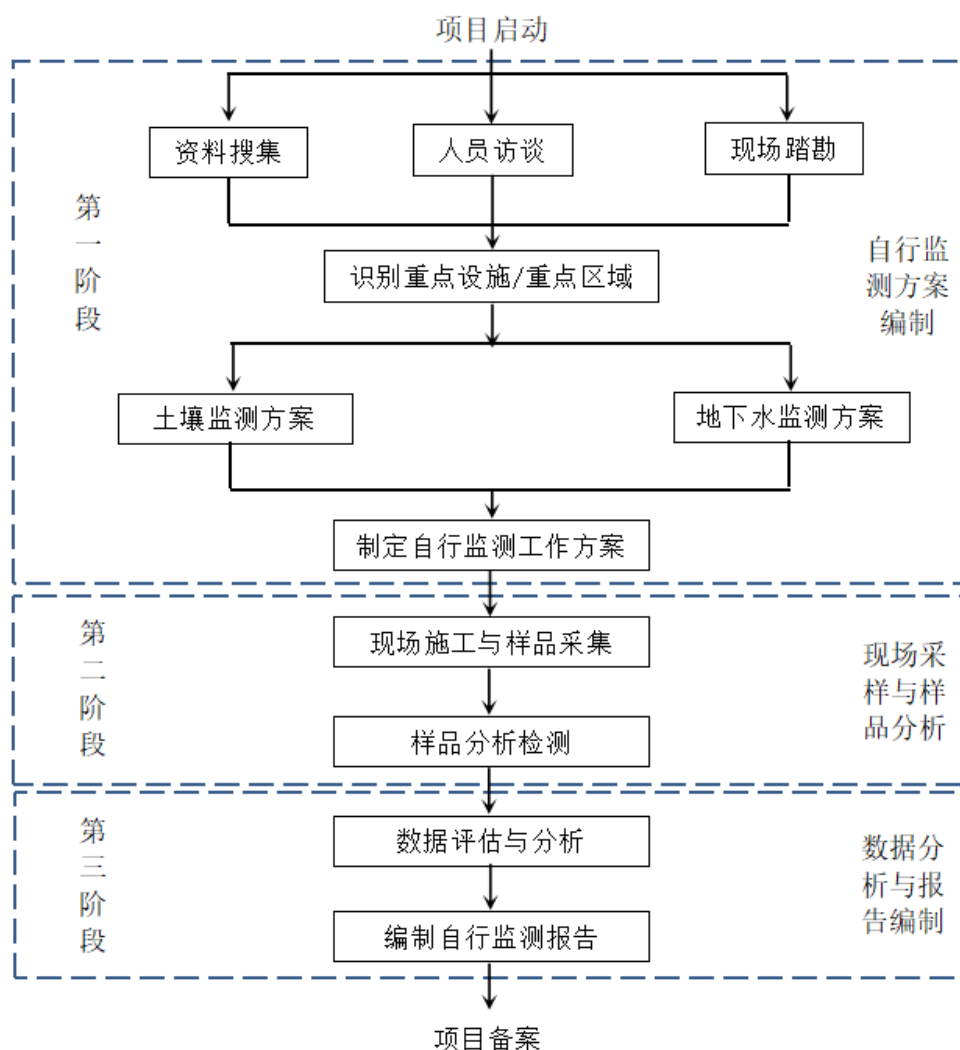 项目启动
资料搜集
人员访谈
现场踏勘
第
一
阶
段
识别重点设施/重点区域
自行监
测方案
编制
土壤监测方案
地下水监测方案
制定自行监测工作方案
第
二
阶
段
现场施工与样品采集
现场采
样与样
品分析
样品分析检测
第
三
阶
段
数据评估与分析
数据分
析与报
告编制
编制自行监测报告
项目备案